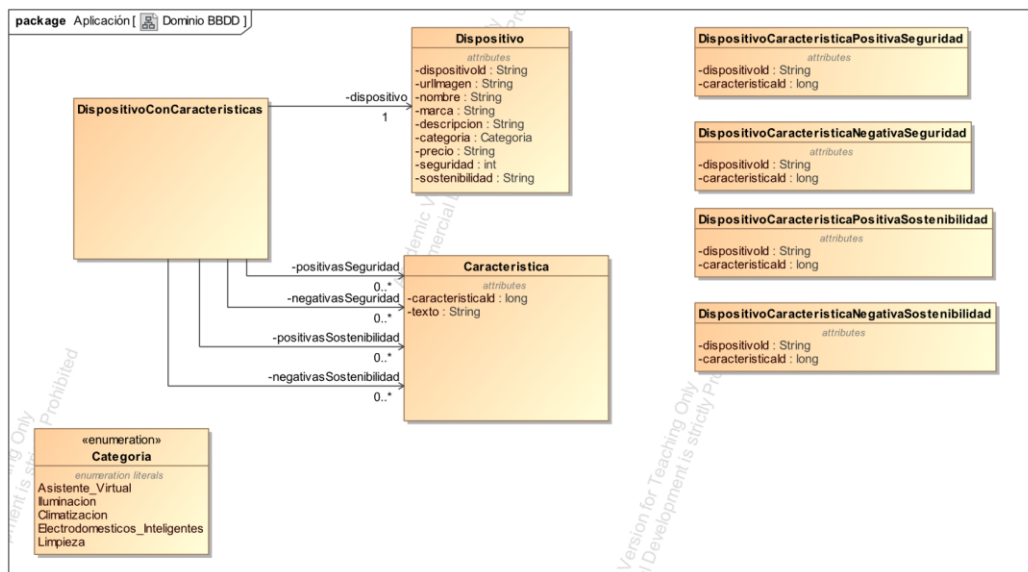 package Aplicación [ Dominio BBDD ]
DispositivoConCaracteristicas
-dispositivo
1
Dispositivo
attributes
-dispositivoId : String
-urlImagen : String
-nombre : String
-marca : String
-descripcion : String
-categoria : Categoria
-precio : String
-seguridad : int
-sostenibilidad : String
-positivasSeguridad
0..*
-negativasSeguridad
0..*
-positivasSostenibilidad
0..*
-negativasSostenibilidad
0..*
Caracteristica
attributes
-caracteristicaId : long
-texto : String
DispositivoCaracteristicaPositivaSeguridad
attributes
-dispositivoId : String
-caracteristicaId : long
DispositivoCaracteristicaNegativaSeguridad
attributes
-dispositivoId : String
-caracteristicaId : long
DispositivoCaracteristicaPositivaSostenibilidad
attributes
-dispositivoId : String
-caracteristicaId : long
DispositivoCaracteristicaNegativaSostenibilidad
attributes
-dispositivoId : String
-caracteristicaId : long
«enumeration»
Categoria
enumeration literals
Asistente_Virtual
Iluminacion
Climatizacion
Electrodomesticos_Inteligentes
Limpieza
Version for Teaching Only
Development is strictly
Only
Prohibited